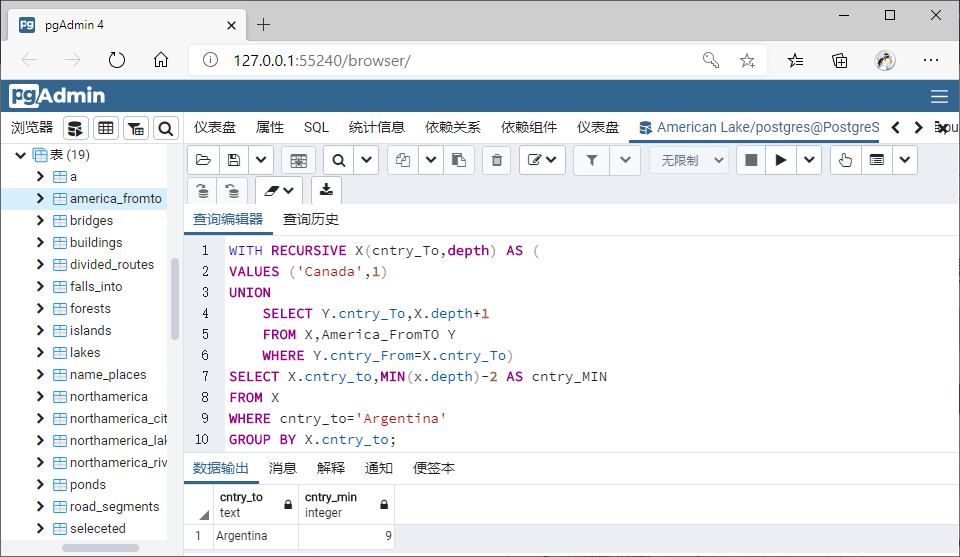 pgAdmin 4
127.0.0.1:55240/browser/
pgAdmin
浏览器
仪表盘 属性 SQL 统计信息 依赖关系 依赖组件 仪表盘 American Lake/postgres@PostgreS
表 (19)
a
america_fromto
bridges
buildings
divided_routes
falls_into
forests
islands
lakes
name_places
northamerica
northamerica_cit
northamerica_lak
northamerica_riv
ponds
road_segments
seleceted
无限制
查询编辑器 查询历史
1 WITH RECURSIVE X(cntry_To,depth) AS (
2 VALUES ('Canada',1)
3 UNION
4 SELECT Y.cntry_To,X.depth+1
5 FROM X,America_FromTO Y
6 WHERE Y.cntry_From=X.cntry_To)
7 SELECT X.cntry_to,MIN(x.depth)-2 AS cntry_MIN
8 FROM X
9 WHERE cntry_to='Argentina'
10 GROUP BY X.cntry_to;
数据输出 消息 解释 通知 便签本
cntry_to cntry_min
text integer
1 Argentina 9